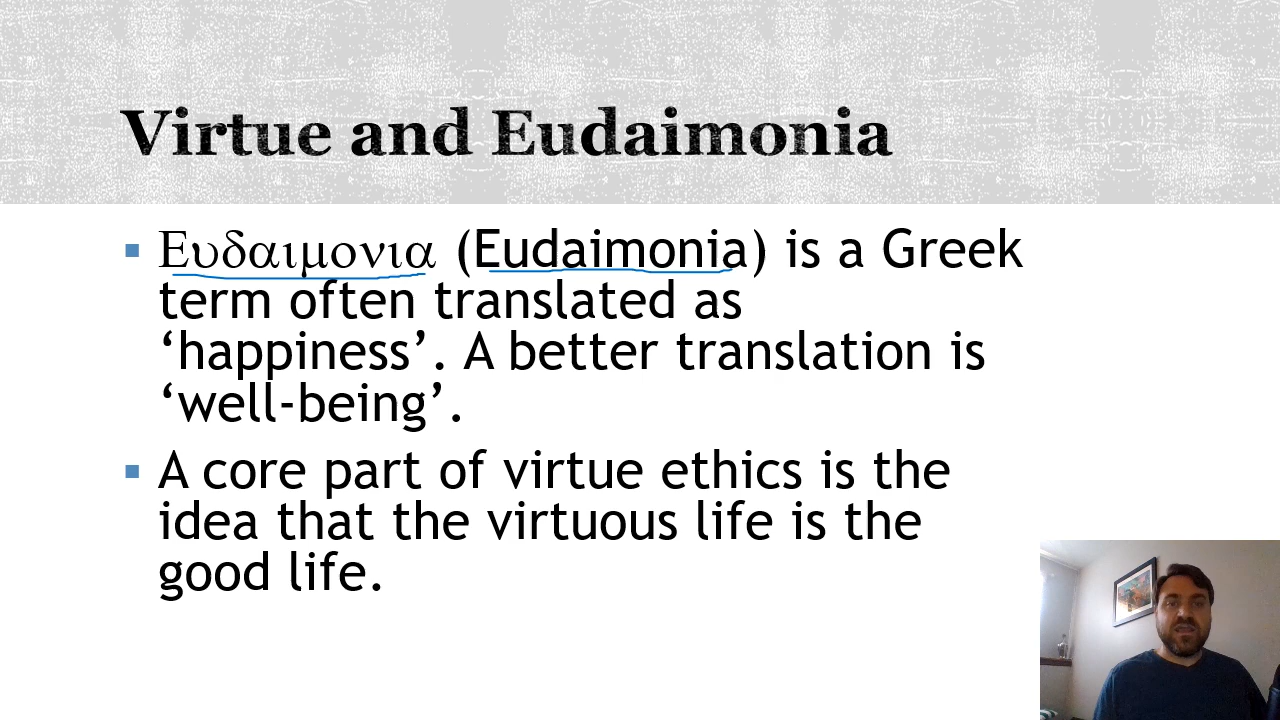 Virtue and Eudaimonia
▪ Ευδαιμονια (Eudaimonia) is a Greek
term often translated as
‘happiness’. A better translation is
‘well-being’.
▪ A core part of virtue ethics is the
idea that the virtuous life is the
good life.